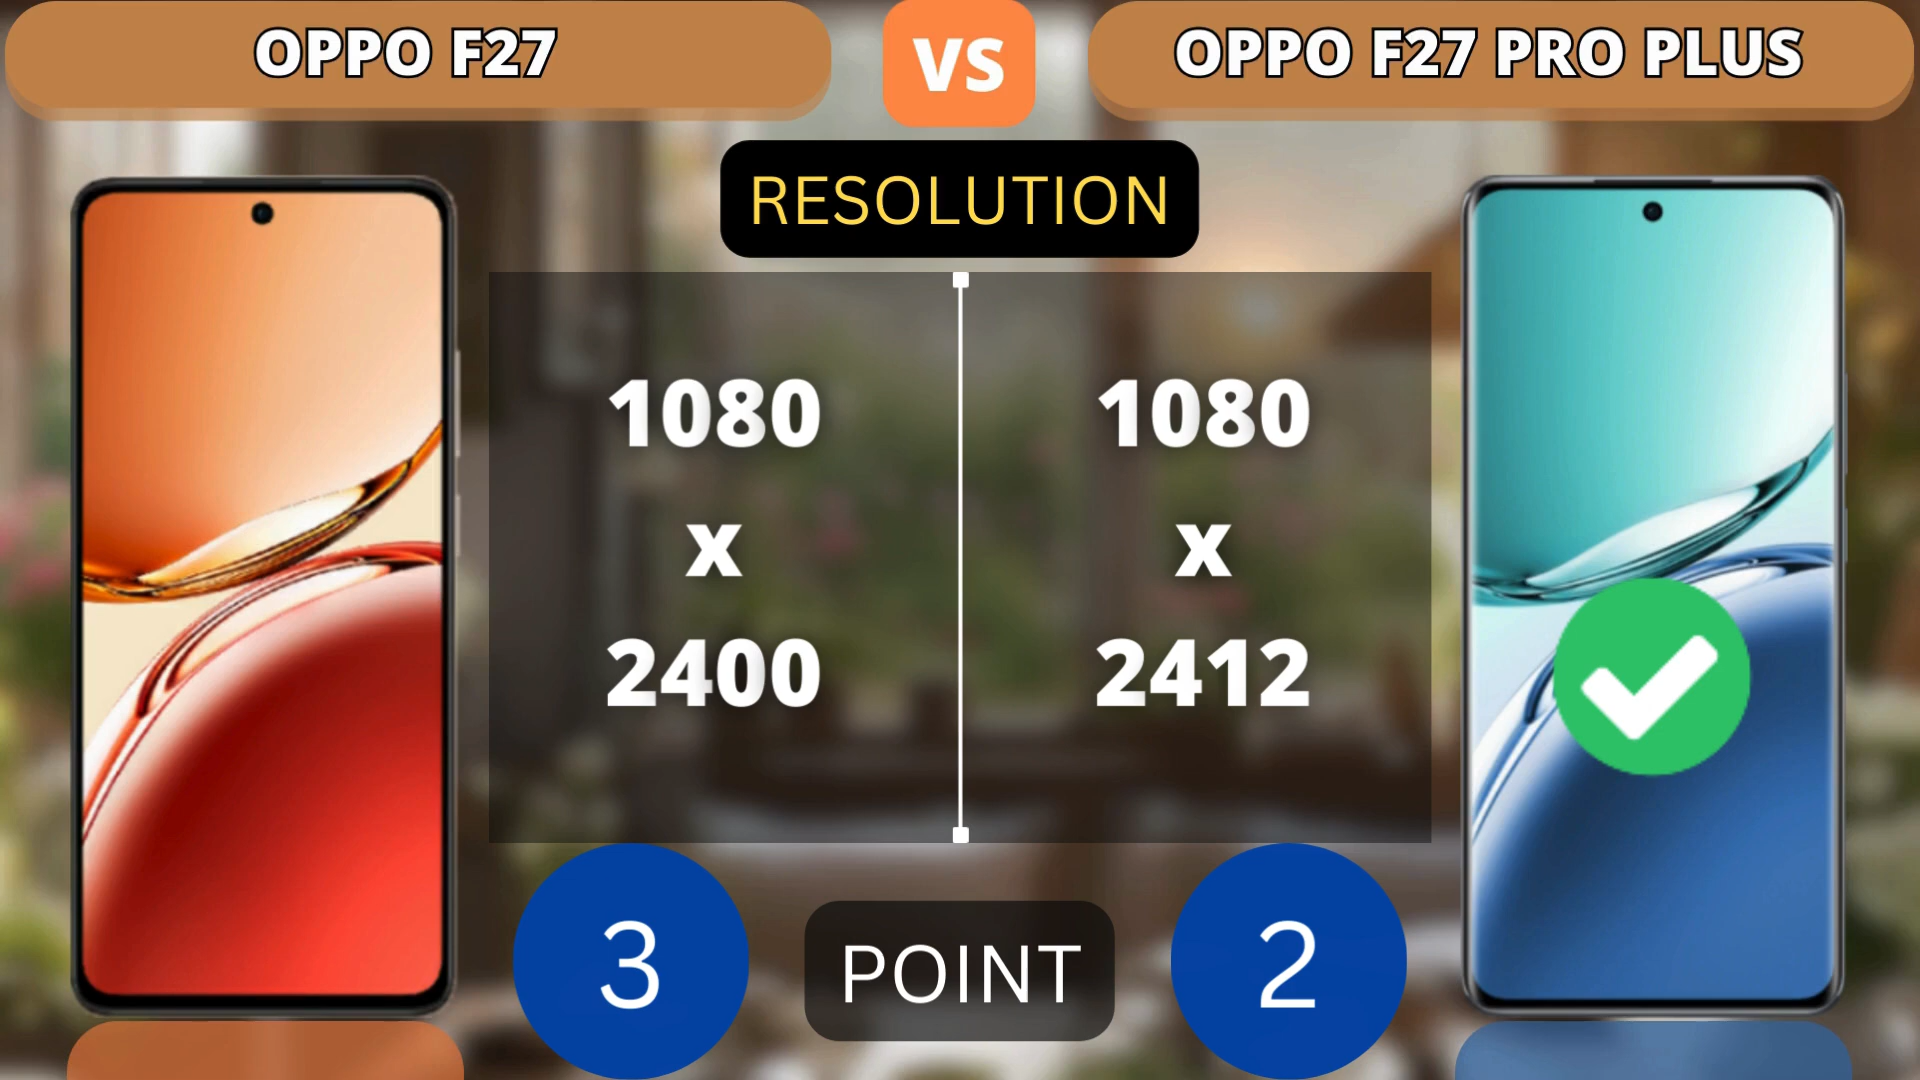 OPPO F27
VS
OPPO F27 PRO PLUS
RESOLUTION
1080
x
2400
1080
x
2412
3
POINT
2